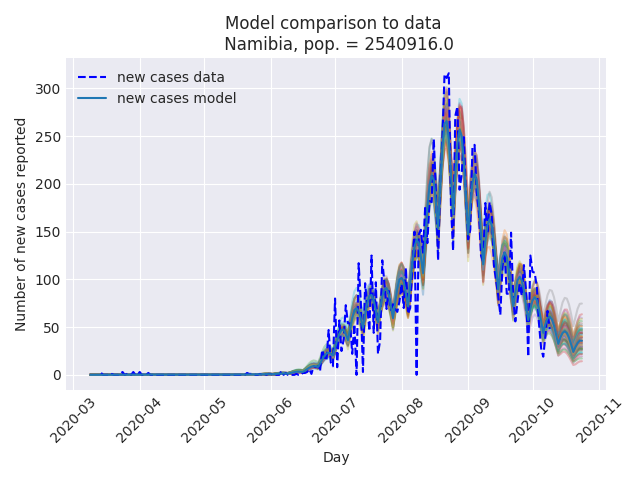 Model comparison to data
Namibia, pop. = 2540916.0
new cases data
new cases model
Number of new cases reported
300
250
200
150
100
50
0
2020-03
2020-04
2020-05
2020-06
2020-07
2020-08
2020-09
2020-10
2020-11
Day